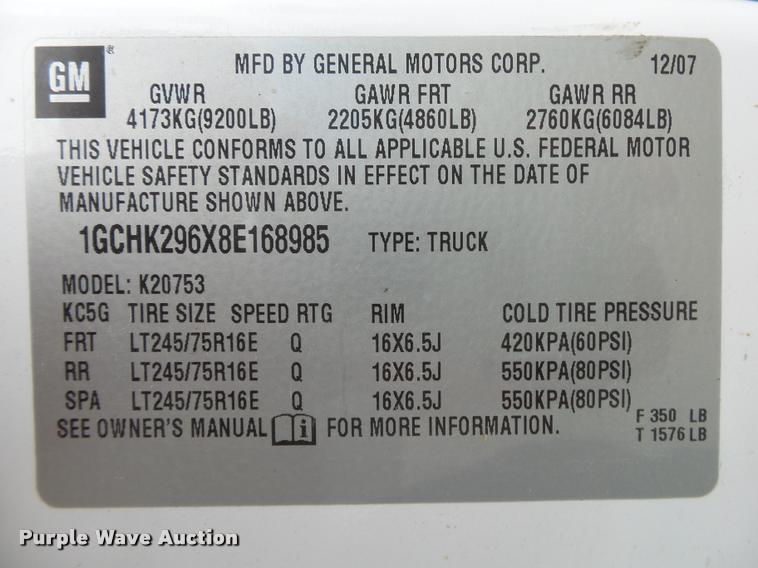 GM ® MFD BY GENERAL MOTORS CORP. 12/07
GVWR GAWR FRT GAWR RR
4173KG(9200LB) 2205KG(4860LB) 2760KG(6084LB)
THIS VEHICLE CONFORMS TO ALL APPLICABLE U.S. FEDERAL MOTOR
VEHICLE SAFETY STANDARDS IN EFFECT ON THE DATE OF
MANUFACTURE SHOWN ABOVE.
1GCHK296X8E168985 TYPE: TRUCK
MODEL: K20753
KC5G TIRE SIZE SPEED RTG RIM COLD TIRE PRESSURE
FRT LT245/75R16E Q 16X6.5J 420KPA(60PSI)
RR LT245/75R16E Q 16X6.5J 550KPA(80PSI)
SPA LT245/75R16E Q 16X6.5J 550KPA(80PSI)
SEE OWNER'S MANUAL i FOR MORE INFORMATION.
F 350 LB
T 1576 LB
Purple Wave Auction